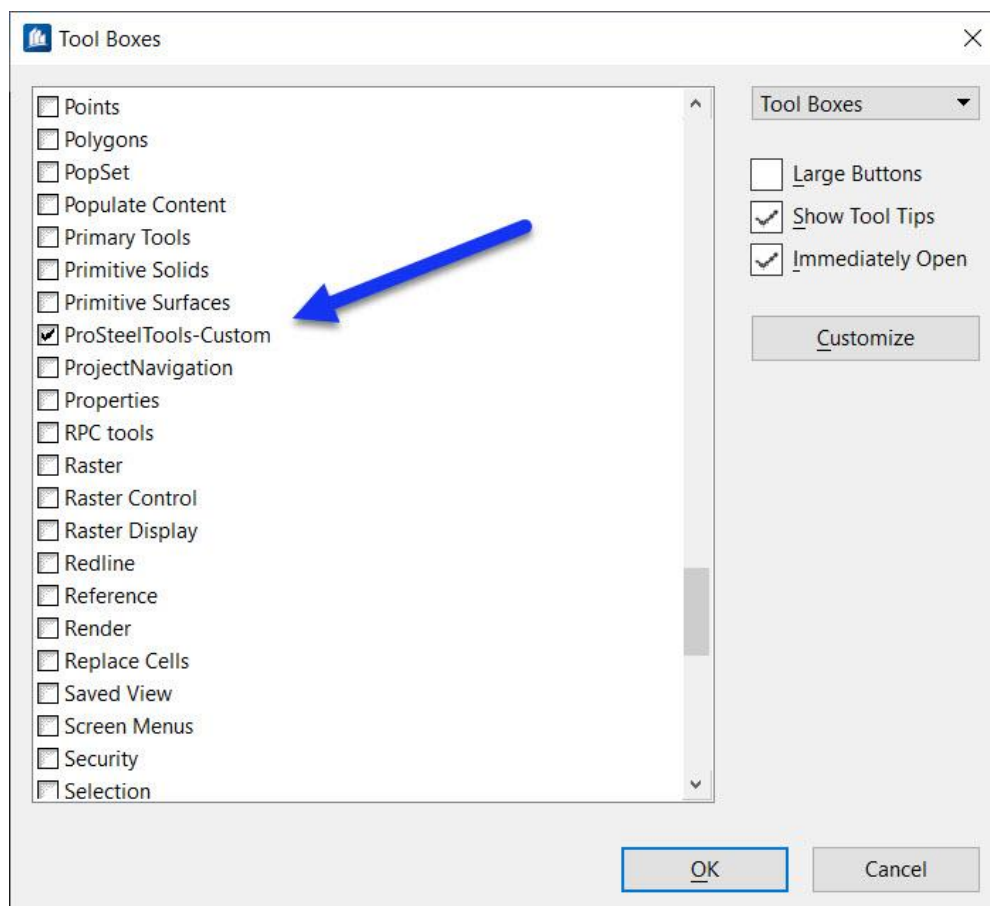 Tool Boxes
Points
Polygons
PopSet
Populate Content
Primary Tools
Primitive Solids
Primitive Surfaces
ProSteelTools-Custom
ProjectNavigation
Properties
RPC tools
Raster
Raster Control
Raster Display
Redline
Reference
Render
Replace Cells
Saved View
Screen Menus
Security
Selection
Tool Boxes
Large Buttons
Show Tool Tips
Immediately Open
Customize
OK
Cancel